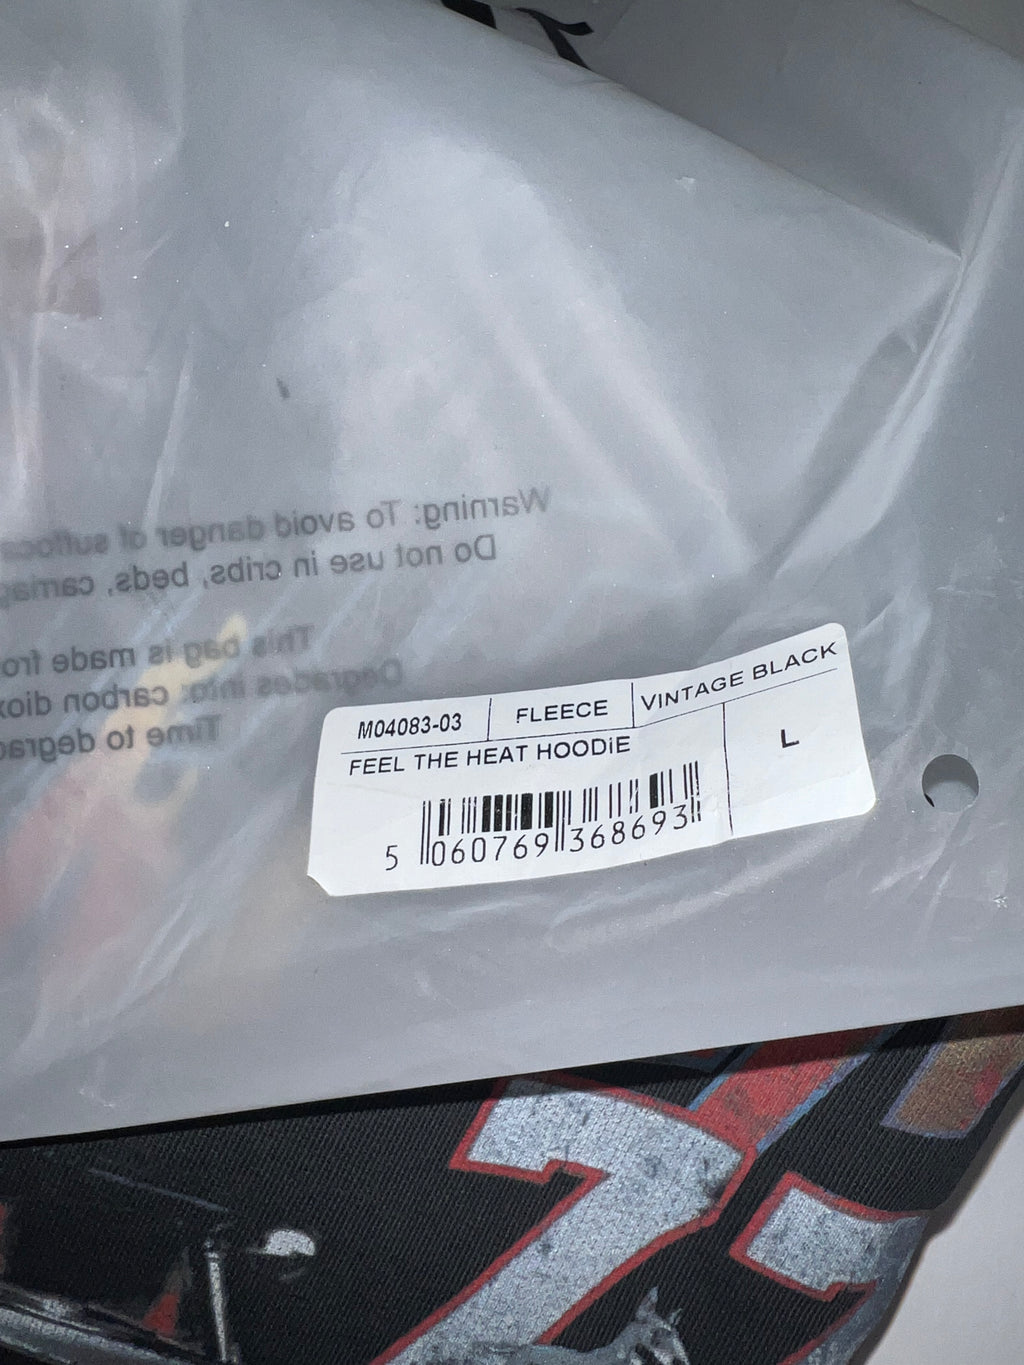 Warning: To avoid danger of
Do not use in cribs, beds,
This bag is made
Degrades into: carbon
Time to
M04083-03 FLEECE VINTAGE BLACK
FEEL THE HEAT HOODiE L
5 060769 368693
77